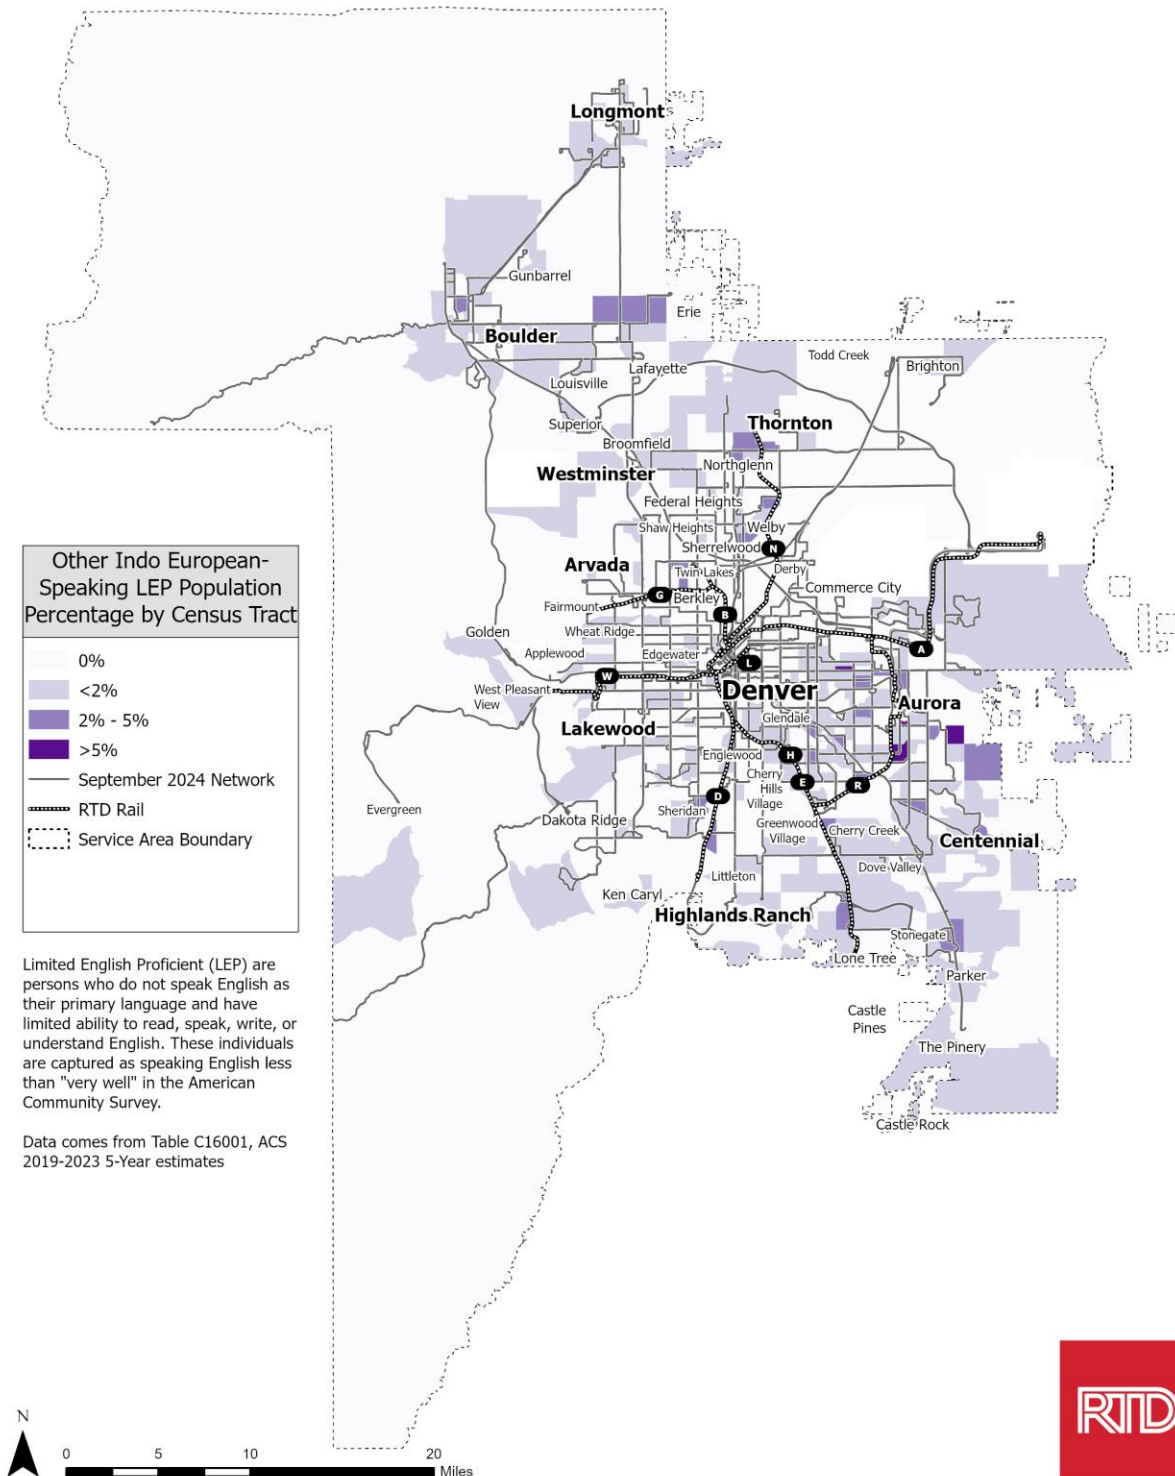 Longmont
Gunbarrel
Erie
Boulder
Todd Creek
Brighton
Lafayette
Louisville
Superior
Thornton
Broomfield
Northglenn
Westminster
Federal Heights
Shaw Heights
Welby
Sherrelwood
N
Arvada
Twin Lakes
Derby
Commerce City
G
Berkley
Fairmount
B
Golden
Wheat Ridge
Applewood
Edgewater
A
L
W
West Pleasant
View
Denver
Aurora
Glendale
Lakewood
Englewood
H
Cherry
Hills
Village
E
R
D
Evergreen
Sheridan
Dakota Ridge
Greenwood
Village
Cherry Creek
Centennial
Dove Valley
Littleton
Ken Caryl
Highlands Ranch
Stonegate
Lone Tree
Parker
Castle
Pines
The Pinery
Castle Rock
Other Indo European-
Speaking LEP Population
Percentage by Census Tract
0%
<2%
2% - 5%
>5%
September 2024 Network
RTD Rail
Service Area Boundary
Limited English Proficient (LEP) are
persons who do not speak English as
their primary language and have
limited ability to read, speak, write, or
understand English. These individuals
are captured as speaking English less
than "very well" in the American
Community Survey.
Data comes from Table C16001, ACS
2019-2023 5-Year estimates
N
0 5 10 20
Miles
RTD